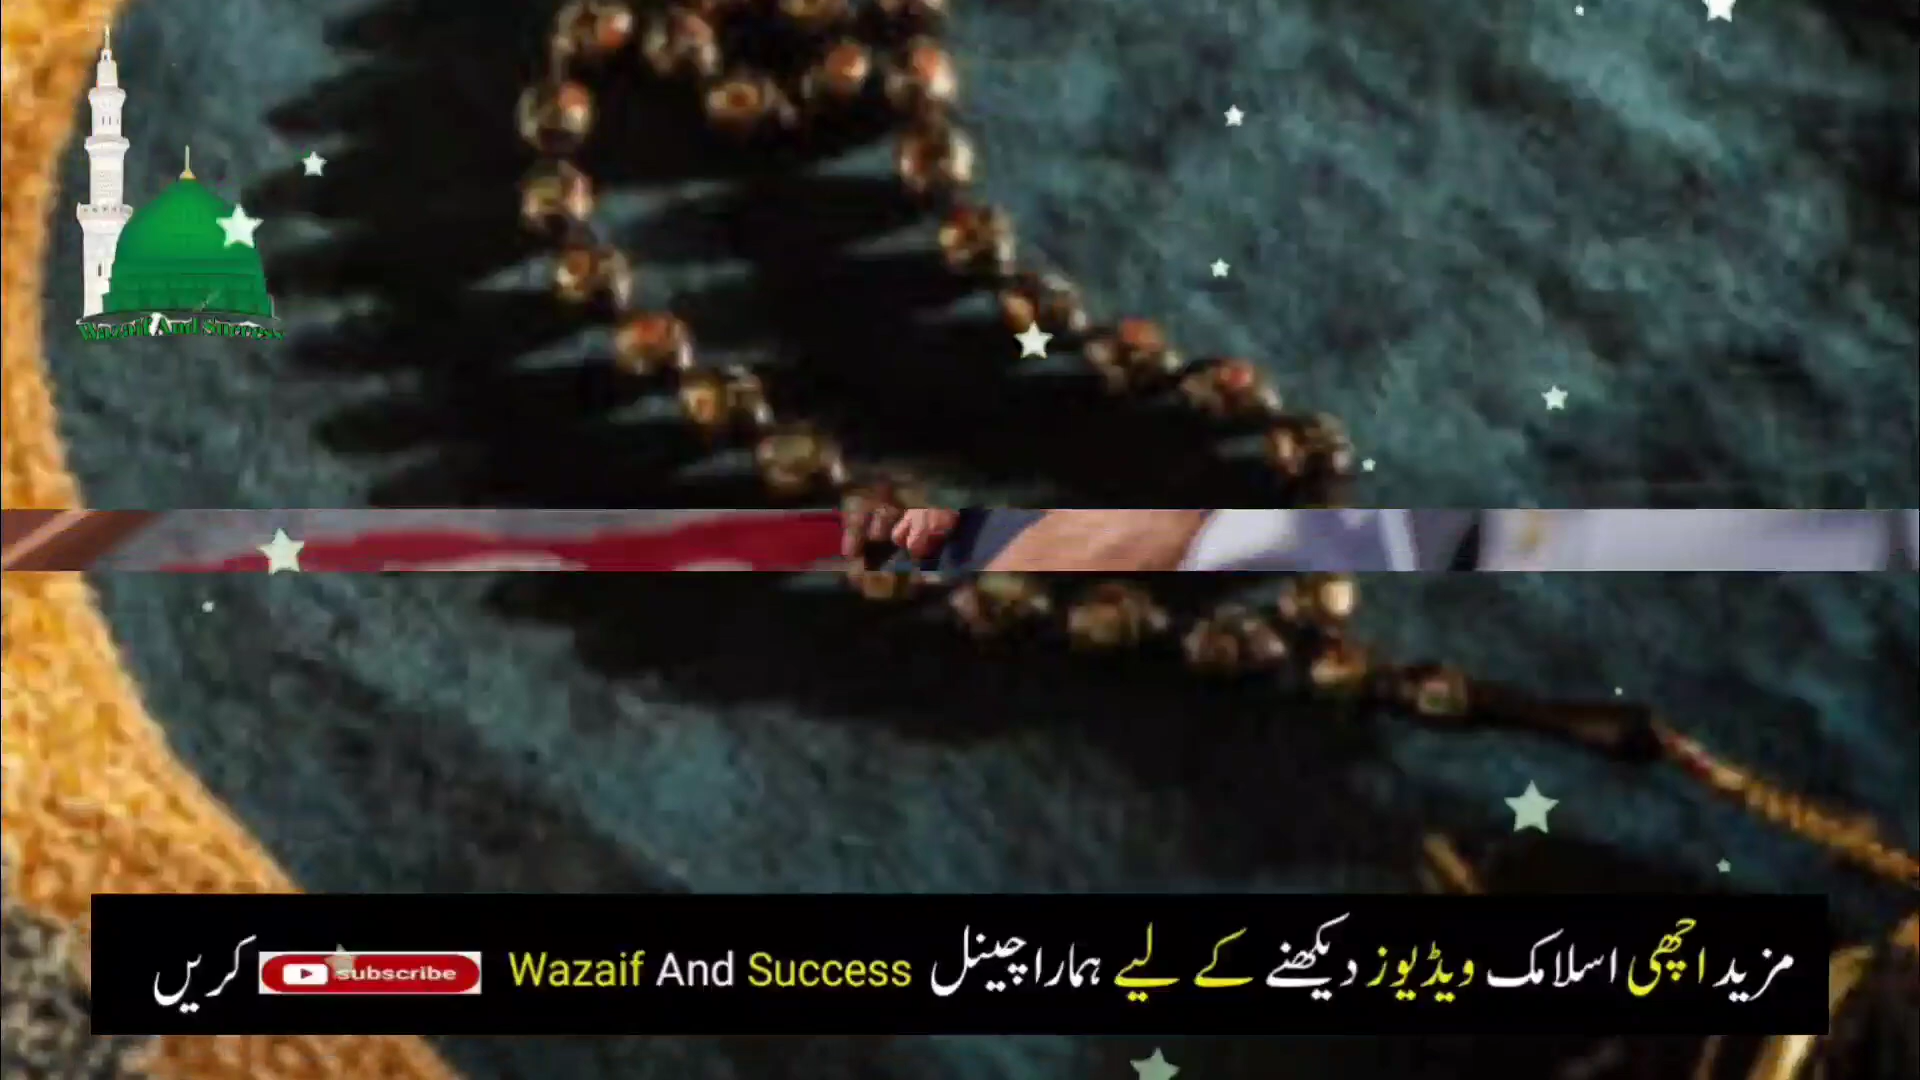 Wazaif And Success
مزید اچھی اسلامک ویڈیوز دیکھنے کے لیے ہمارا چینل Wazaif And Success subscribe کریں